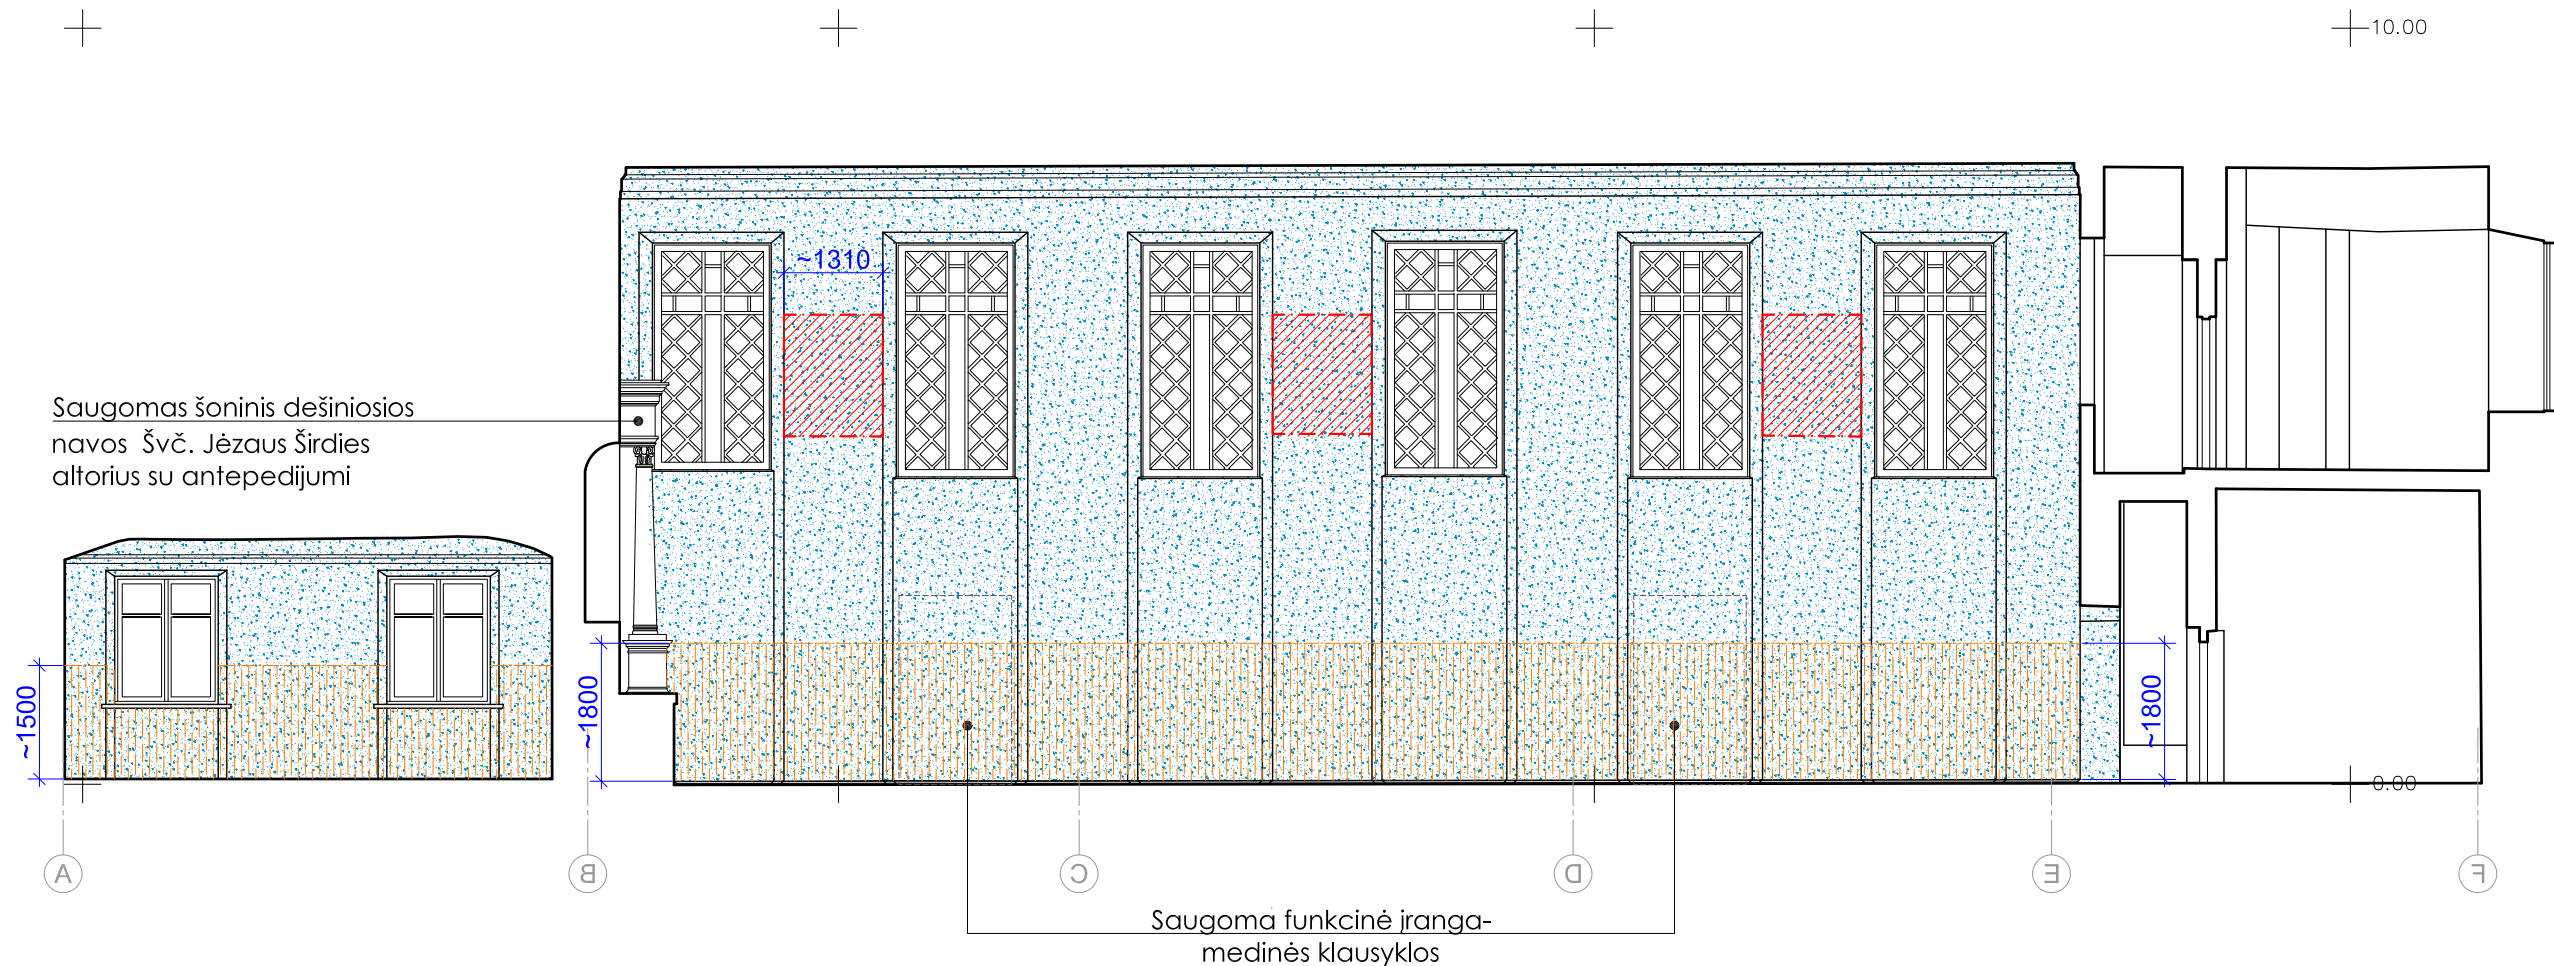 10.00
~1310
Saugomas šoninis dešiniosios
navos Švč. Jėzaus Širdies
altorius su antepedijumi
~1500
~1800
~1800
0.00
A
B
C
D
E
F
Saugoma funkcinė įranga-
medinės klausyklos